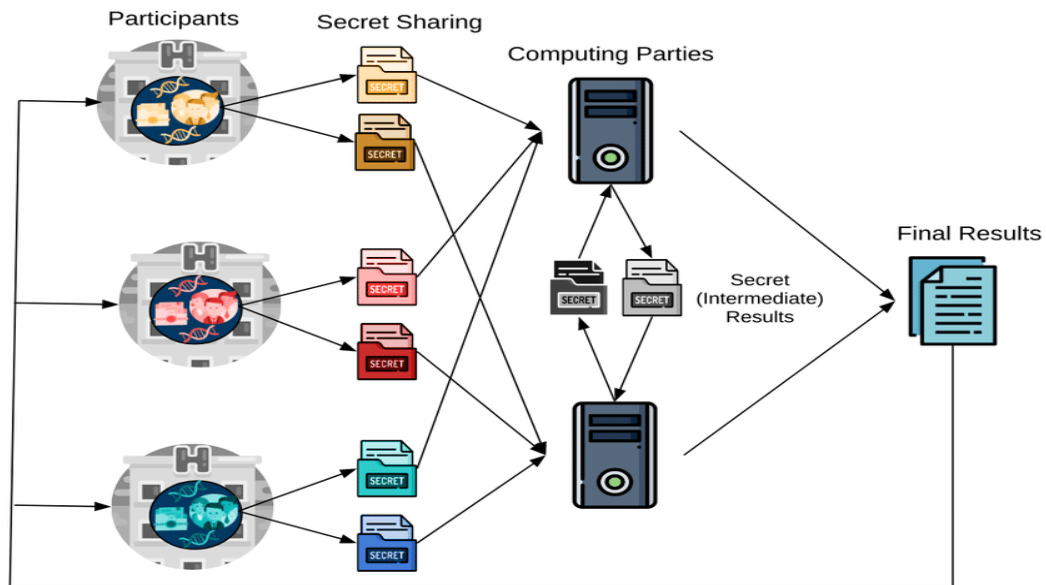 Participants
Secret Sharing
Computing Parties
SECRET
SECRET
SECRET
SECRET
SECRET
SECRET
SECRET
SECRET
Secret
(Intermediate)
Results
Final Results
H
H
H